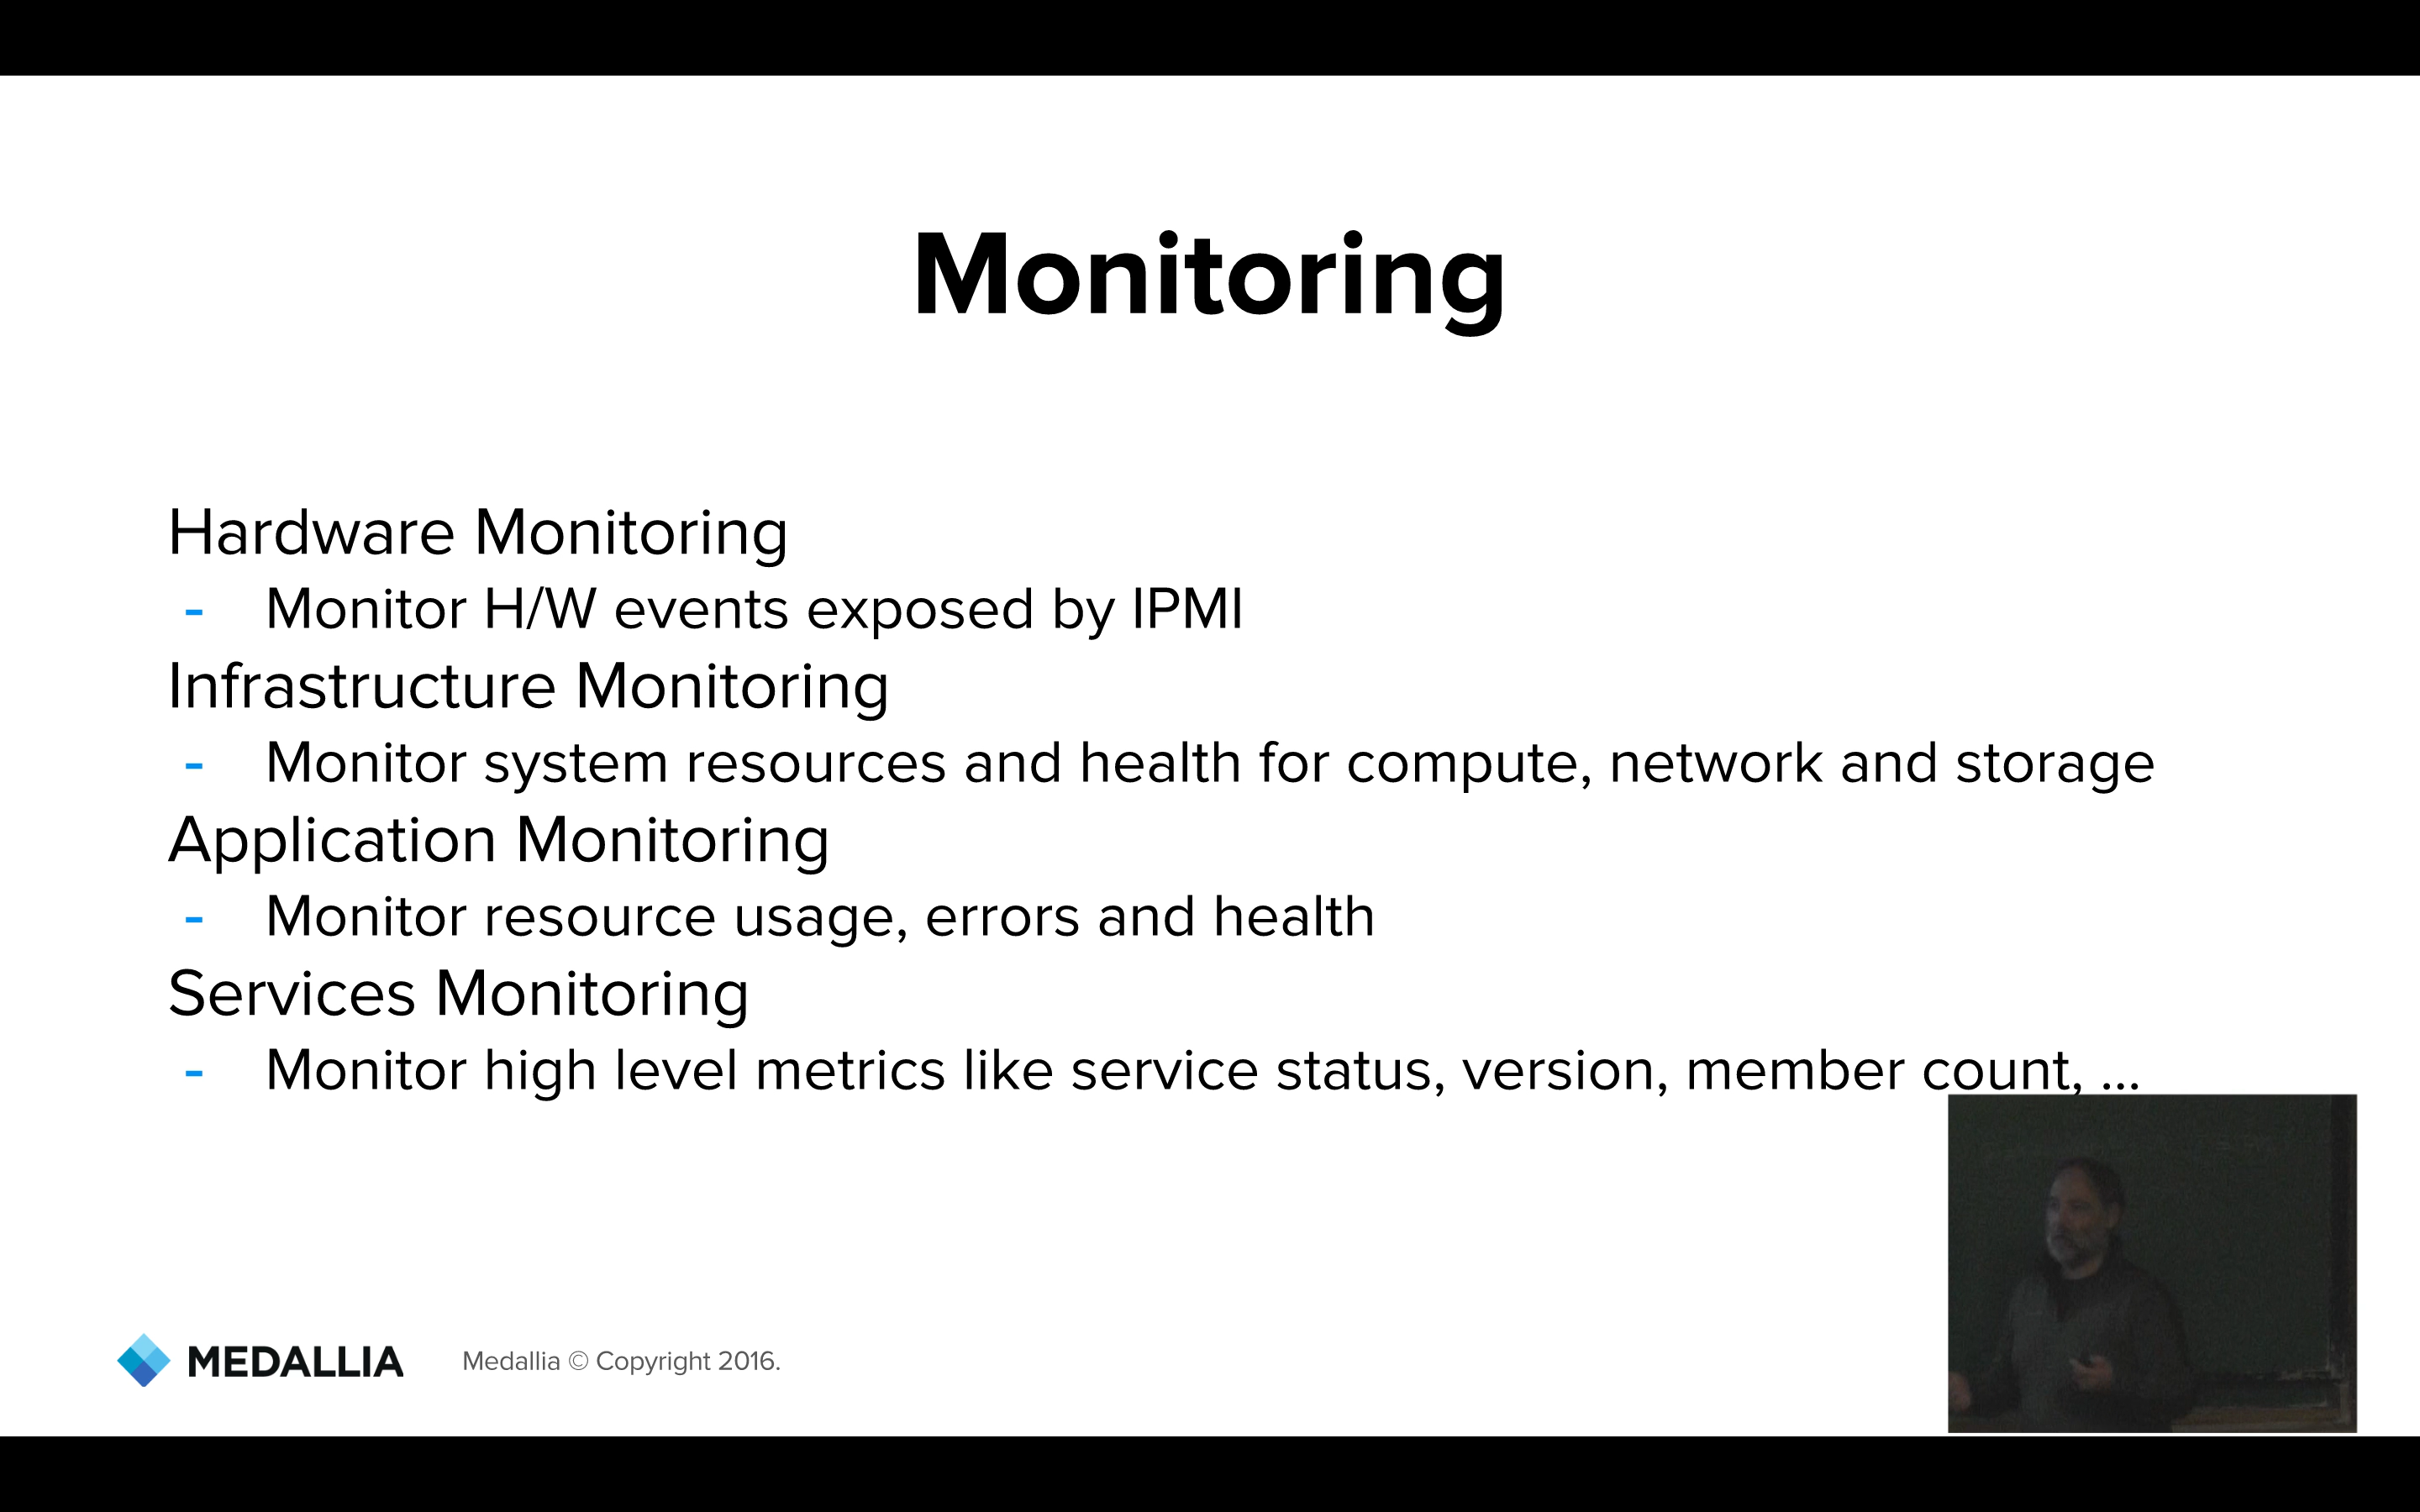 Monitoring
Hardware Monitoring
- Monitor H/W events exposed by IPMI
Infrastructure Monitoring
- Monitor system resources and health for compute, network and storage
Application Monitoring
- Monitor resource usage, errors and health
Services Monitoring
- Monitor high level metrics like service status, version, member count, ...
MEDALLIA Medallia © Copyright 2016.